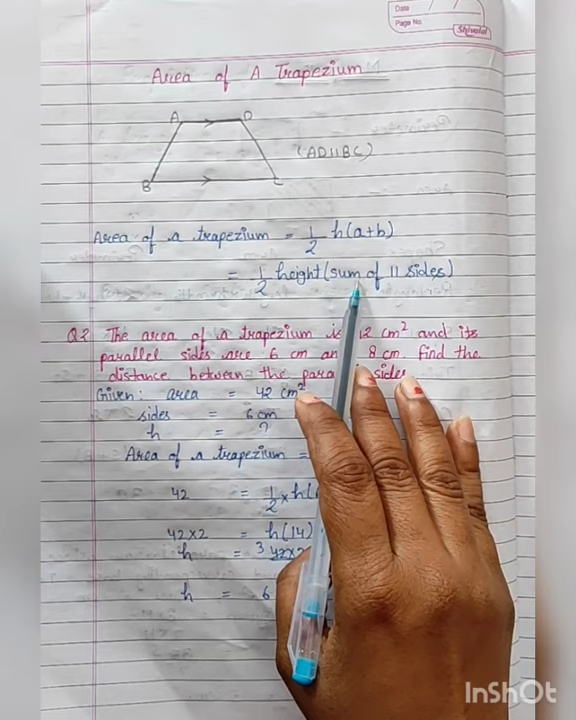 Date
Page No.
Shivalal
Area of A Trapezium
A D
(AD||BC)
B C
Area of a trapezium = 1/2 h(a+b)
= 1/2 height (sum of || sides)
Q2 The area of a trapezium is 42 cm² and its
parallel sides are 6 cm and 8 cm. find the
distance between the para sides
Given: area = 42 cm²
sides = 6cm
h = ?
Area of a trapezium =
42 = 1/2 × h(
42×2 = h(14)
h = 3 42×2
h = 6
InShOt